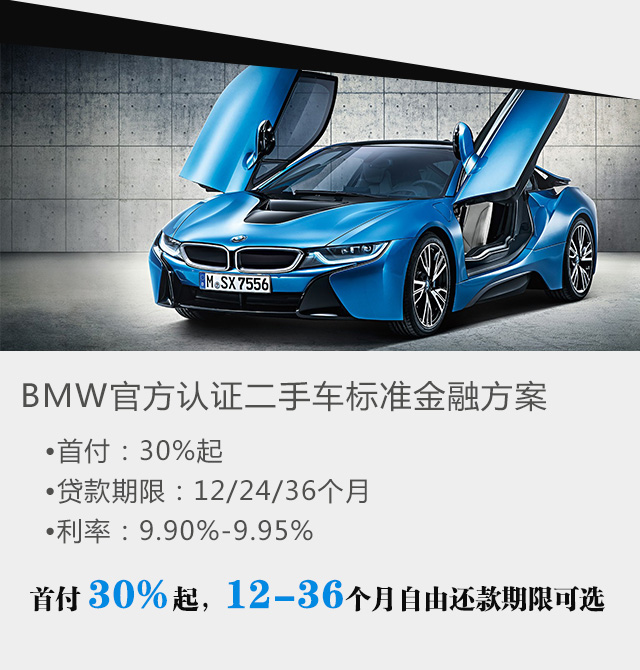 M SX 7556
BMW官方认证二手车标准金融方案
•首付：30%起
•贷款期限：12/24/36个月
•利率：9.90%-9.95%
首付30%起，12-36个月自由还款期限可选